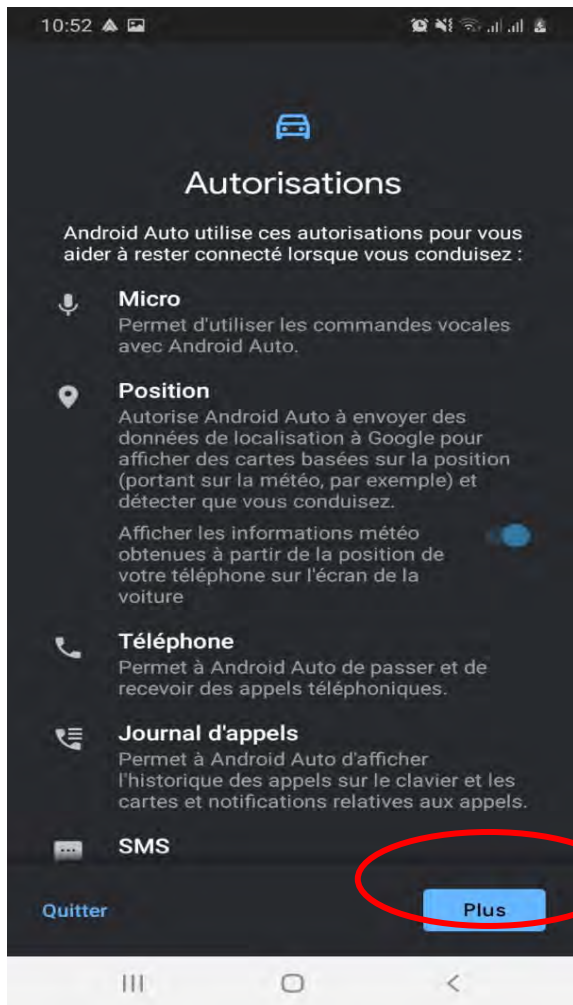 10:52
Autorisations
Android Auto utilise ces autorisations pour vous
aider à rester connecté lorsque vous conduisez :
Micro
Permet d'utiliser les commandes vocales
avec Android Auto.
Position
Autorise Android Auto à envoyer des
données de localisation à Google pour
afficher des cartes basées sur la position
(portant sur la météo, par exemple) et
détecter que vous conduisez.
Afficher les informations météo
obtenues à partir de la position de
votre téléphone sur l'écran de la
voiture
Téléphone
Permet à Android Auto de passer et de
recevoir des appels téléphoniques.
Journal d'appels
Permet à Android Auto d'afficher
l'historique des appels sur le clavier et les
cartes et notifications relatives aux appels.
SMS
Quitter
Plus